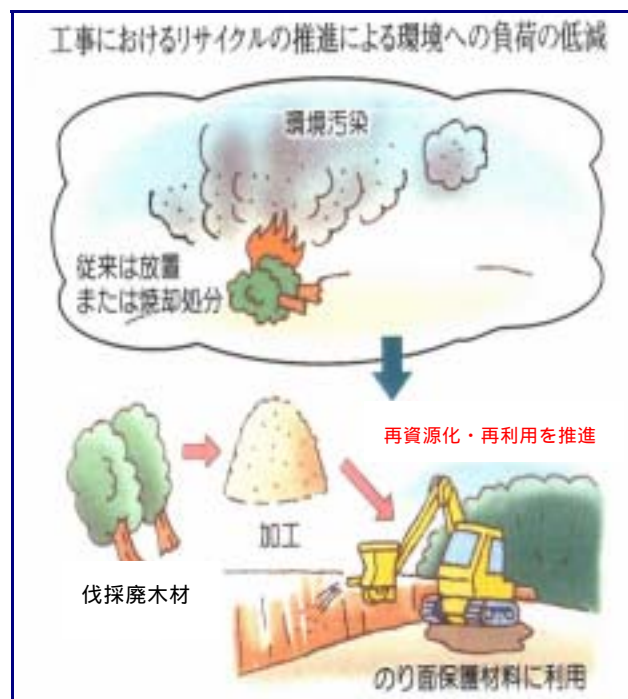 工事におけるリサイクルの推進による環境への負荷の低減
環境汚染
従来は放置
または焼却処分
再資源化・再利用を推進
加工
伐採廃木材
のり面保護材料に利用